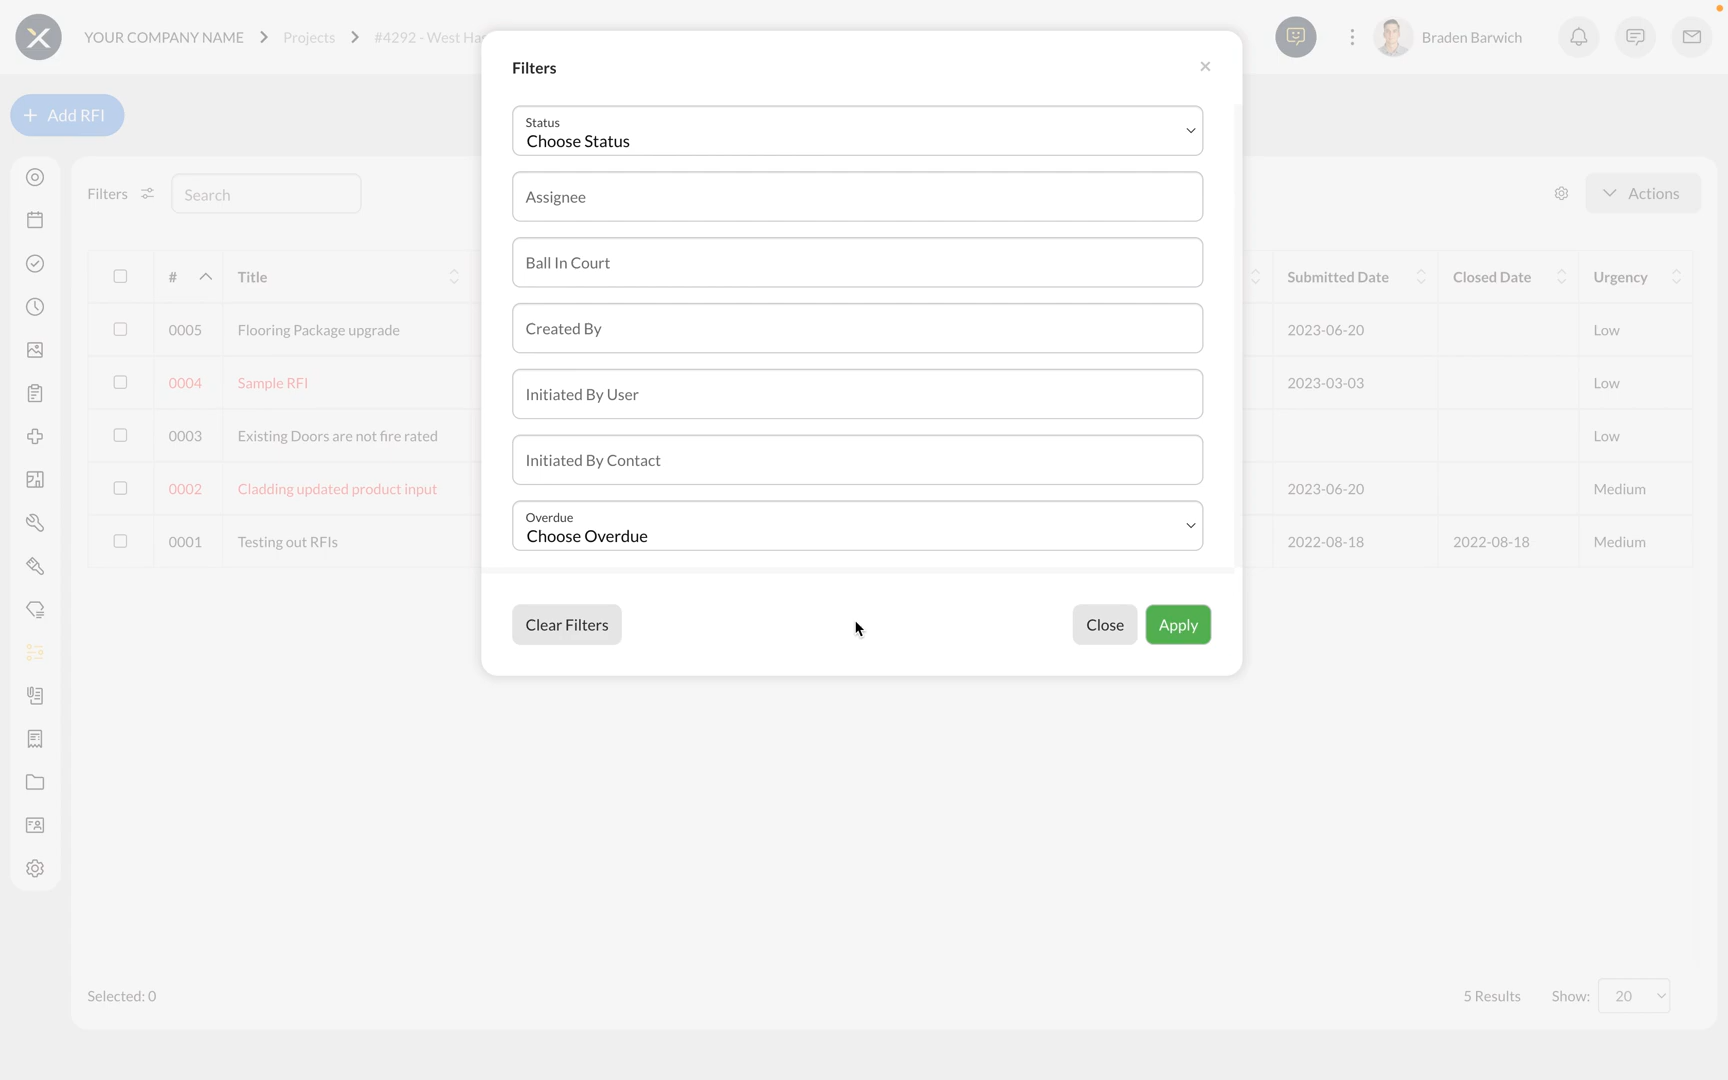 YOUR COMPANY NAME > Projects > #4292 - West Ha
Braden Barwich
+ Add RFI
Filters
Search
Actions
# Title Submitted Date Closed Date Urgency
0005 Flooring Package upgrade 2023-06-20 Low
0004 Sample RFI 2023-03-03 Low
0003 Existing Doors are not fire rated Low
0002 Cladding updated product input 2023-06-20 Medium
0001 Testing out RFIs 2022-08-18 2022-08-18 Medium
Selected: 0
5 Results Show: 20
Filters
×
Status
Choose Status
Assignee
Ball In Court
Created By
Initiated By User
Initiated By Contact
Overdue
Choose Overdue
Clear Filters Close Apply